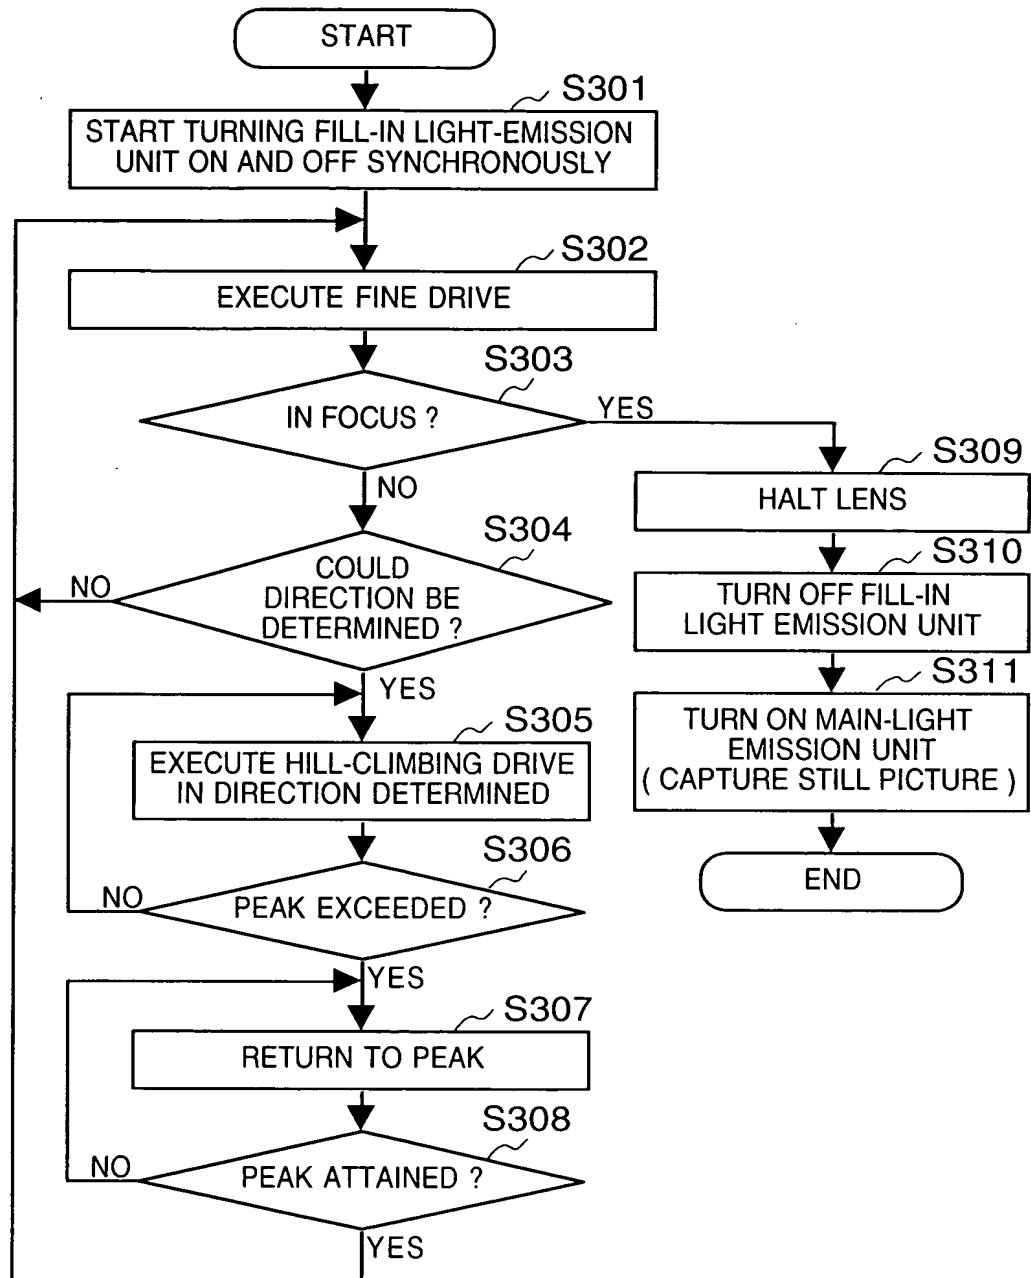 START
S301
START TURNING FILL-IN LIGHT-EMISSION
UNIT ON AND OFF SYNCHRONOUSLY
S302
EXECUTE FINE DRIVE
S303
IN FOCUS ?
YES
NO
S304
COULD
DIRECTION BE
DETERMINED ?
NO
YES
S305
EXECUTE HILL-CLIMBING DRIVE
IN DIRECTION DETERMINED
S306
PEAK EXCEEDED ?
NO
YES
S307
RETURN TO PEAK
S308
PEAK ATTAINED ?
NO
YES
S309
HALT LENS
S310
TURN OFF FILL-IN
LIGHT EMISSION UNIT
S311
TURN ON MAIN-LIGHT
EMISSION UNIT
( CAPTURE STILL PICTURE )
END